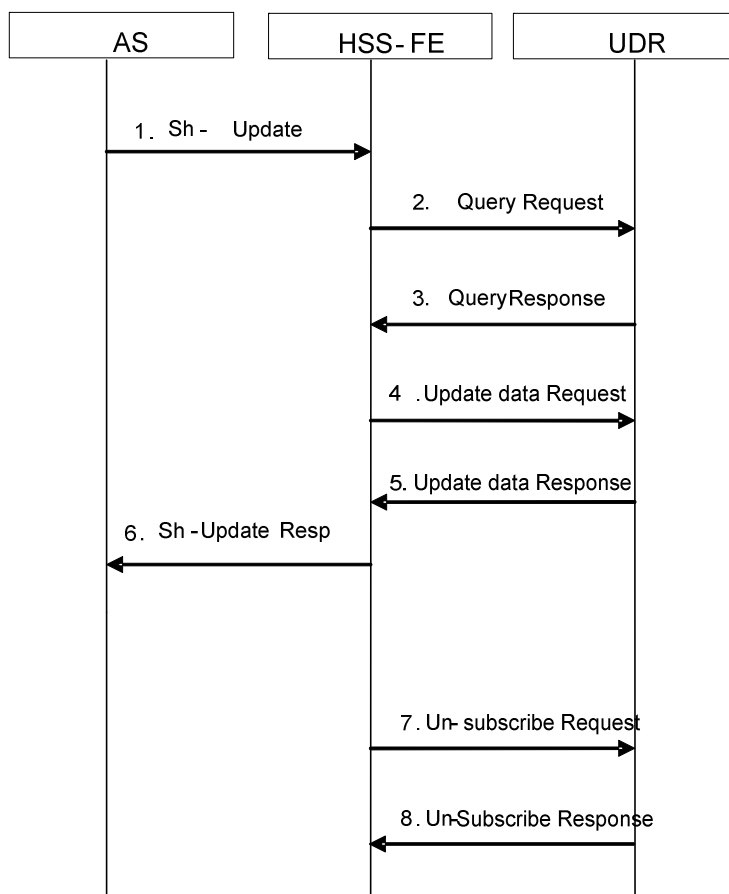 AS HSS-FE UDR
1. Sh - Update
2. Query Request
3. QueryResponse
4 .Update data Request
5. Update data Response
6. Sh -Update Resp
7. Un- subscribe Request
8. Un-Subscribe Response